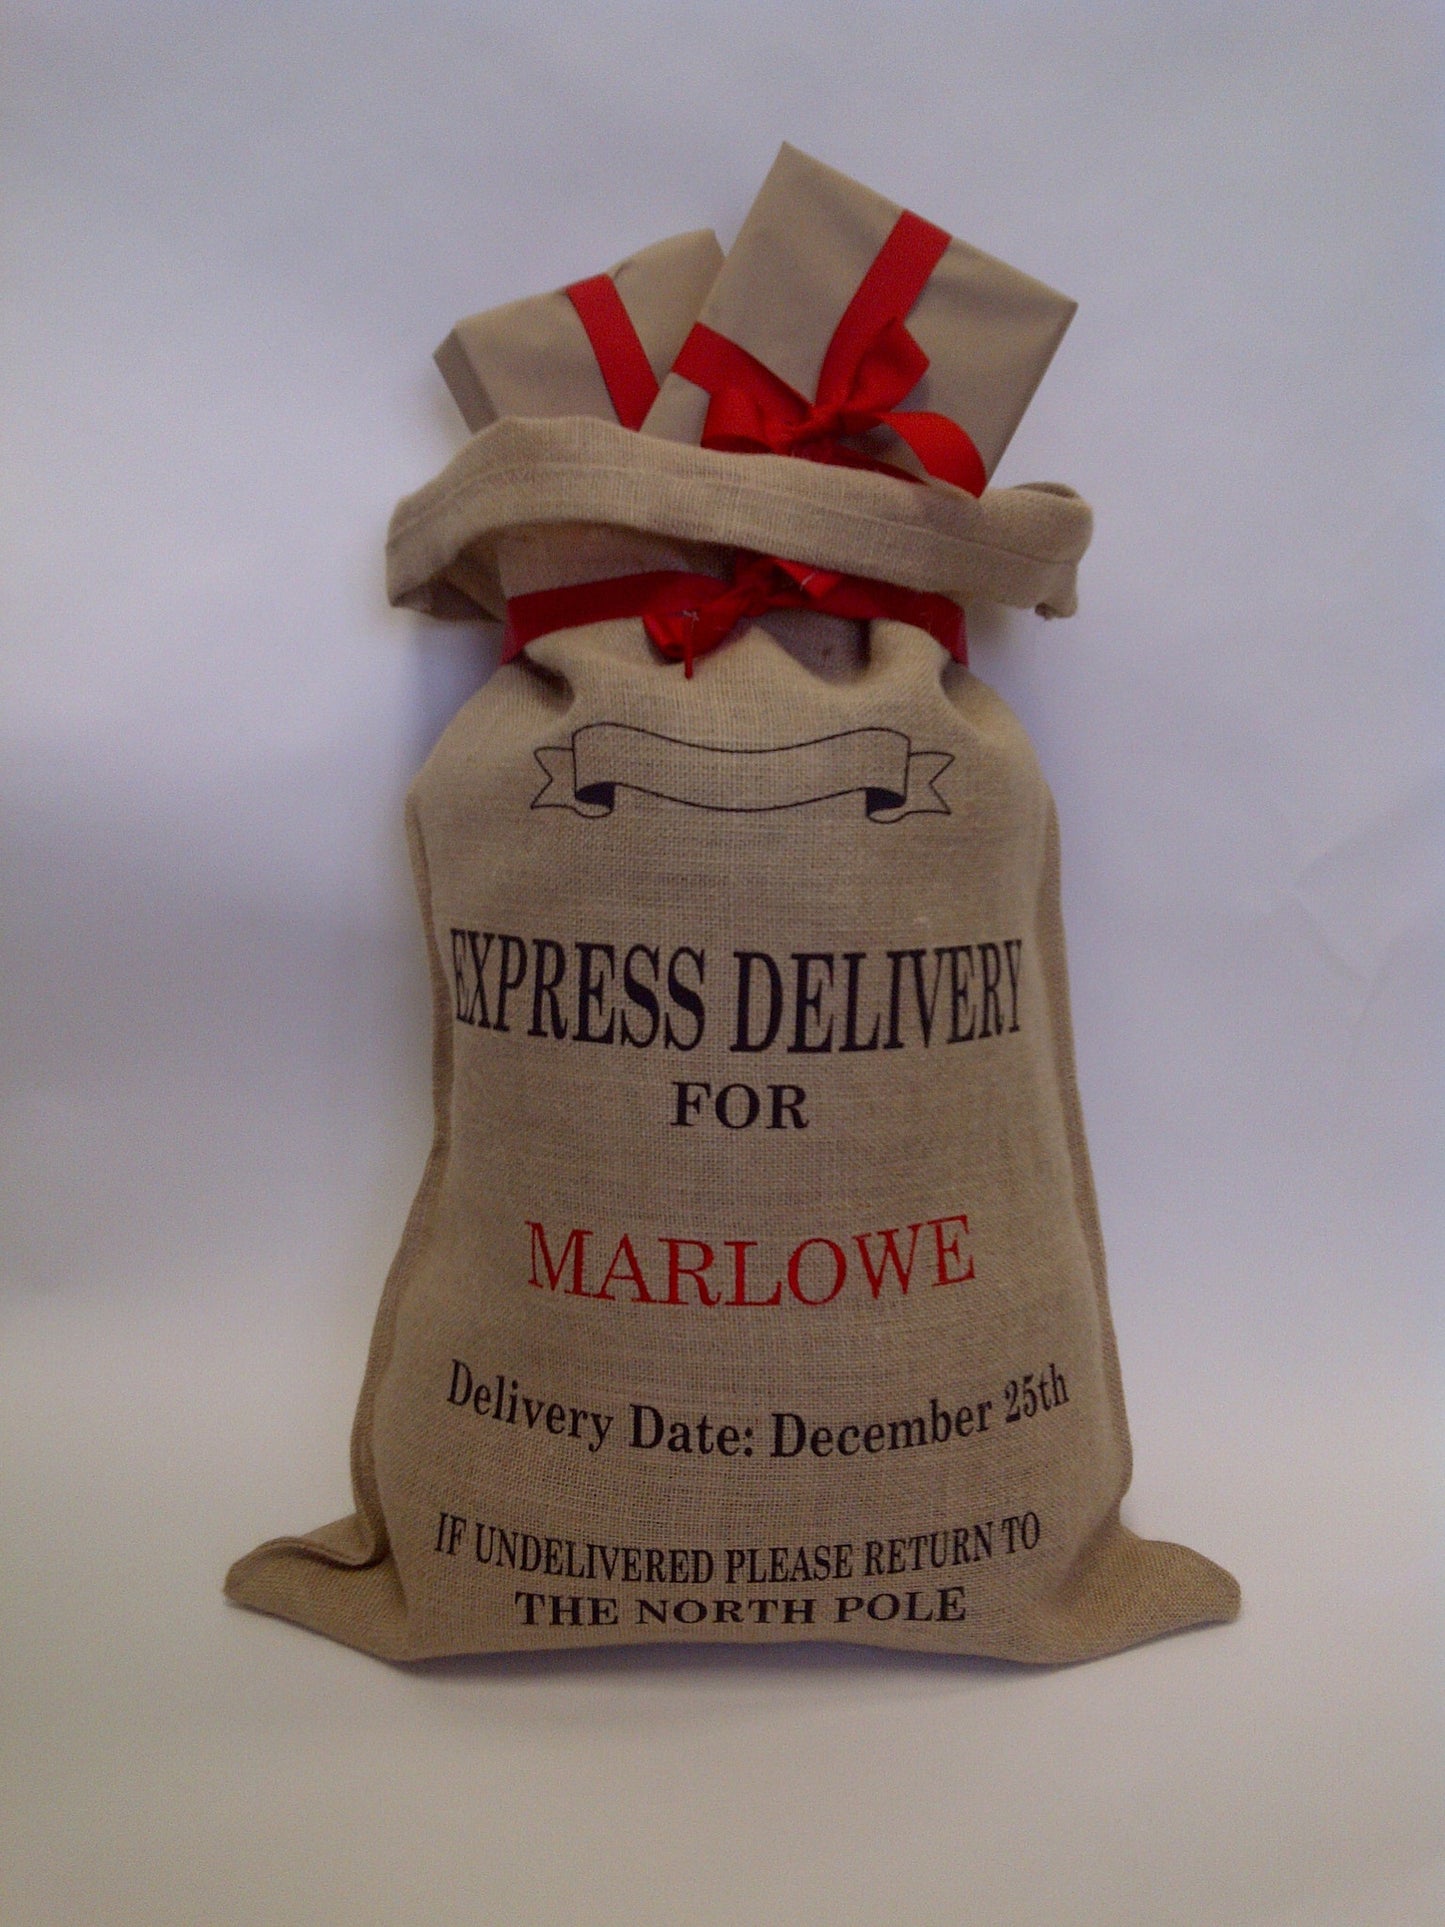 EXPRESS DELIVERY
FOR
MARLOWE
Delivery Date: December 25th
IF UNDELIVERED PLEASE RETURN TO
THE NORTH POLE